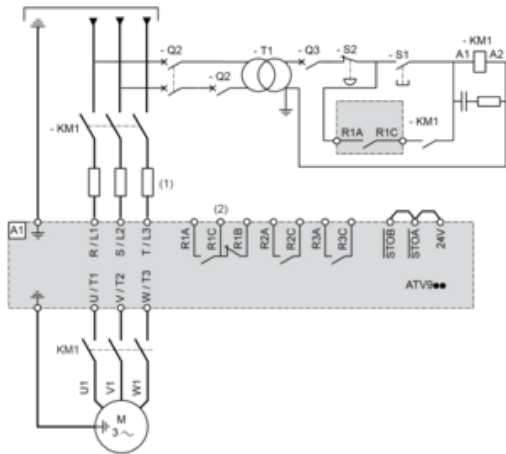 - Q2
- T1
- Q3
- S2
- S1
- KM1
A1
A2
- Q2
- KM1
R1A
R1C
- KM1
(1)
(2)
A1
R / L1
S / L2
T / L3
R1A
R1C
R1B
R2A
R2C
R3A
R3C
STOB
STOA
24V
U / T1
V / T2
W / T3
ATV9●●
KM1
U1
V1
W1
M
3 ~